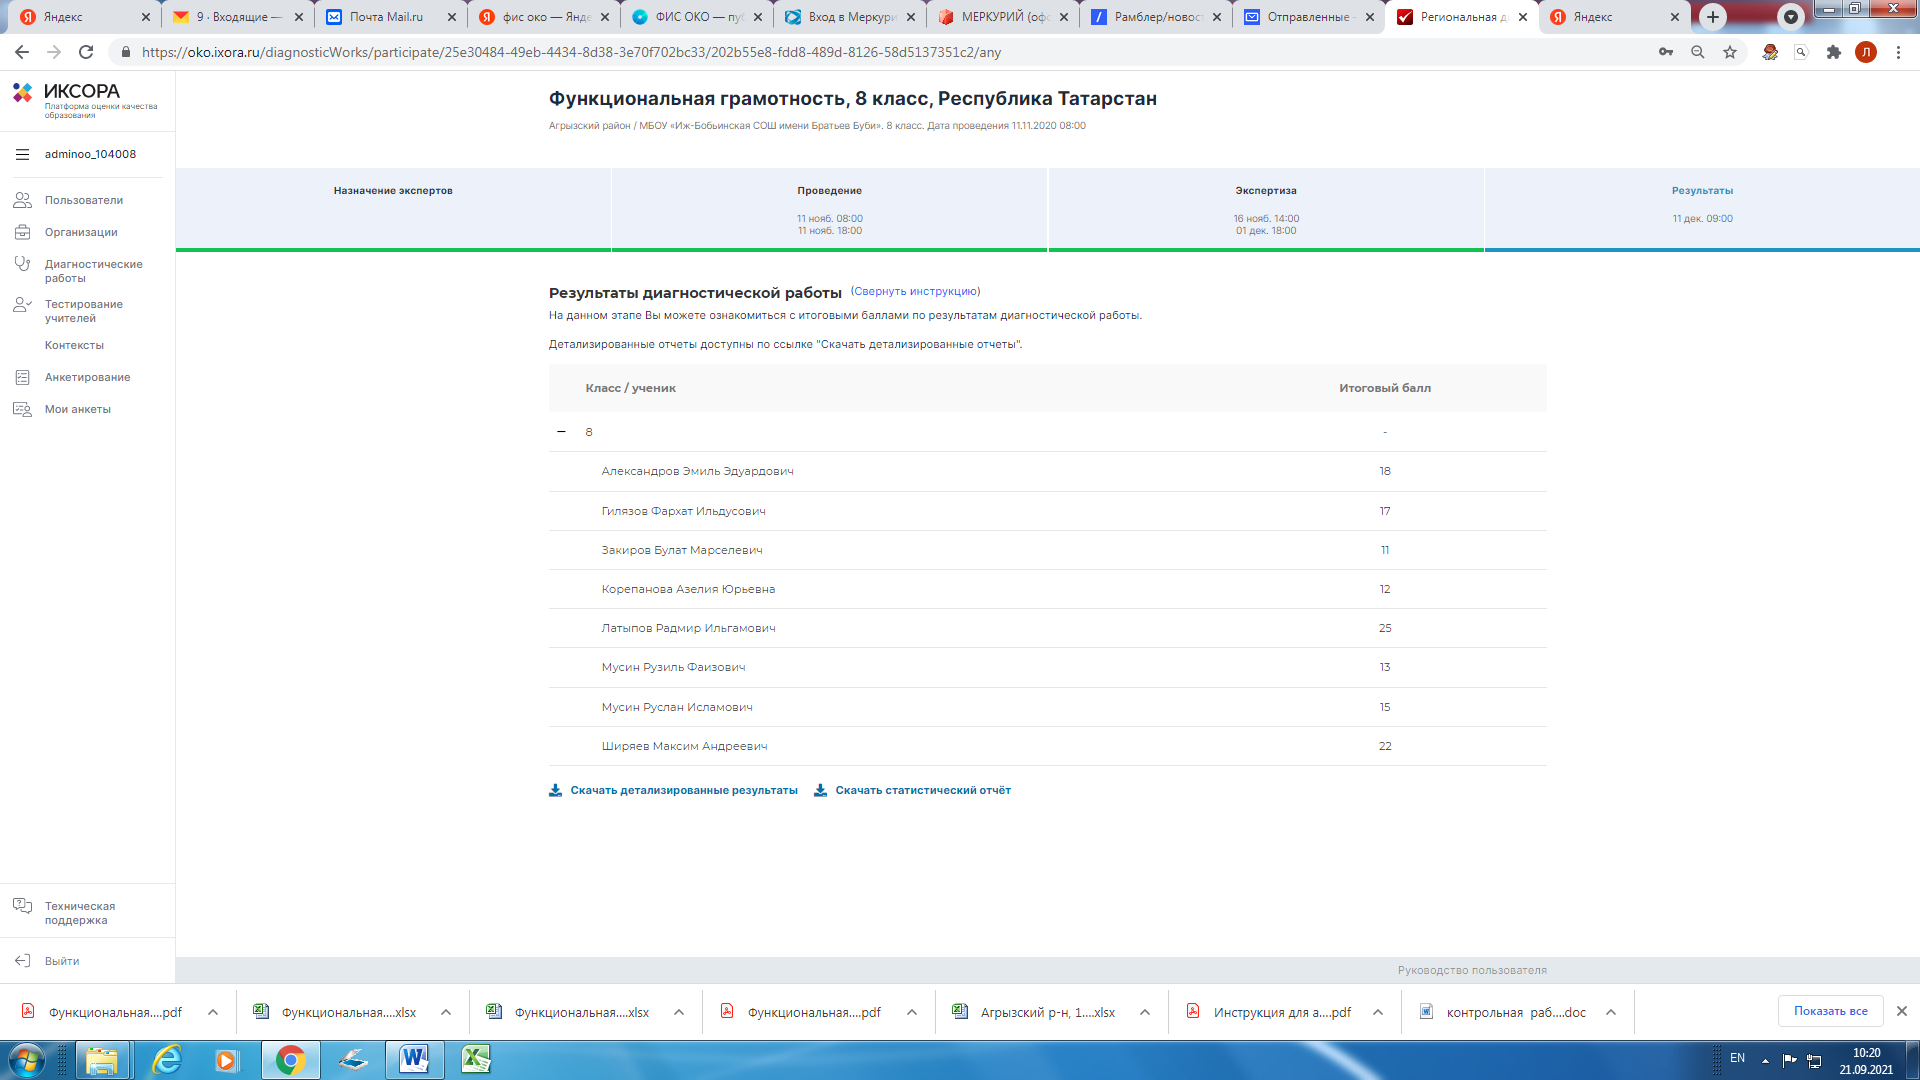 Яндекс
9 · Входящие —
Почта Mail.ru
фис око — Янде
ФИС ОКО — пуб
Вход в Меркури
МЕРКУРИЙ (офи
Рамблер/новост
Отправленные -
Региональная д
Яндекс
https://oko.ixora.ru/diagnosticWorks/participate/25e30484-49eb-4434-8d38-3e70f702bc33/202b55e8-fdd8-489d-8126-58d5137351c2/any
Л
ИКСОРА
Платформа оценки качества
образования
adminoo_104008
Пользователи
Организации
Диагностические
работы
Тестирование
учителей
Контексты
Анкетирование
Мои анкеты
Техническая
поддержка
Выйти
Функциональная грамотность, 8 класс, Республика Татарстан
Агрызский район / МБОУ «Иж-Бобьинская СОШ имени Братьев Буби». 8 класс. Дата проведения 11.11.2020 08:00
Назначение экспертов
Проведение
11 нояб. 08:00
11 нояб. 18:00
Экспертиза
16 нояб. 14:00
01 дек. 18:00
Результаты
11 дек. 09:00
Результаты диагностической работы (Свернуть инструкцию)
На данном этапе Вы можете ознакомиться с итоговыми баллами по результатам диагностической работы.
Детализированные отчеты доступны по ссылке "Скачать детализированные отчеты".
Класс / ученик Итоговый балл
8 -
Александров Эмиль Эдуардович 18
Гилязов Фархат Ильдусович 17
Закиров Булат Марселевич 11
Корепанова Азелия Юрьевна 12
Латыпов Радмир Ильгамович 25
Мусин Рузиль Фаизович 13
Мусин Руслан Исламович 15
Ширяев Максим Андреевич 22
Скачать детализированные результаты Скачать статистический отчёт
Руководство пользователя
Функциональная....pdf
Функциональная....xlsx
Функциональная....xlsx
Функциональная....pdf
Агрызский р-н, 1....xlsx
Инструкция для а....pdf
контрольная раб....doc
Показать все
EN
10:20
21.09.2021